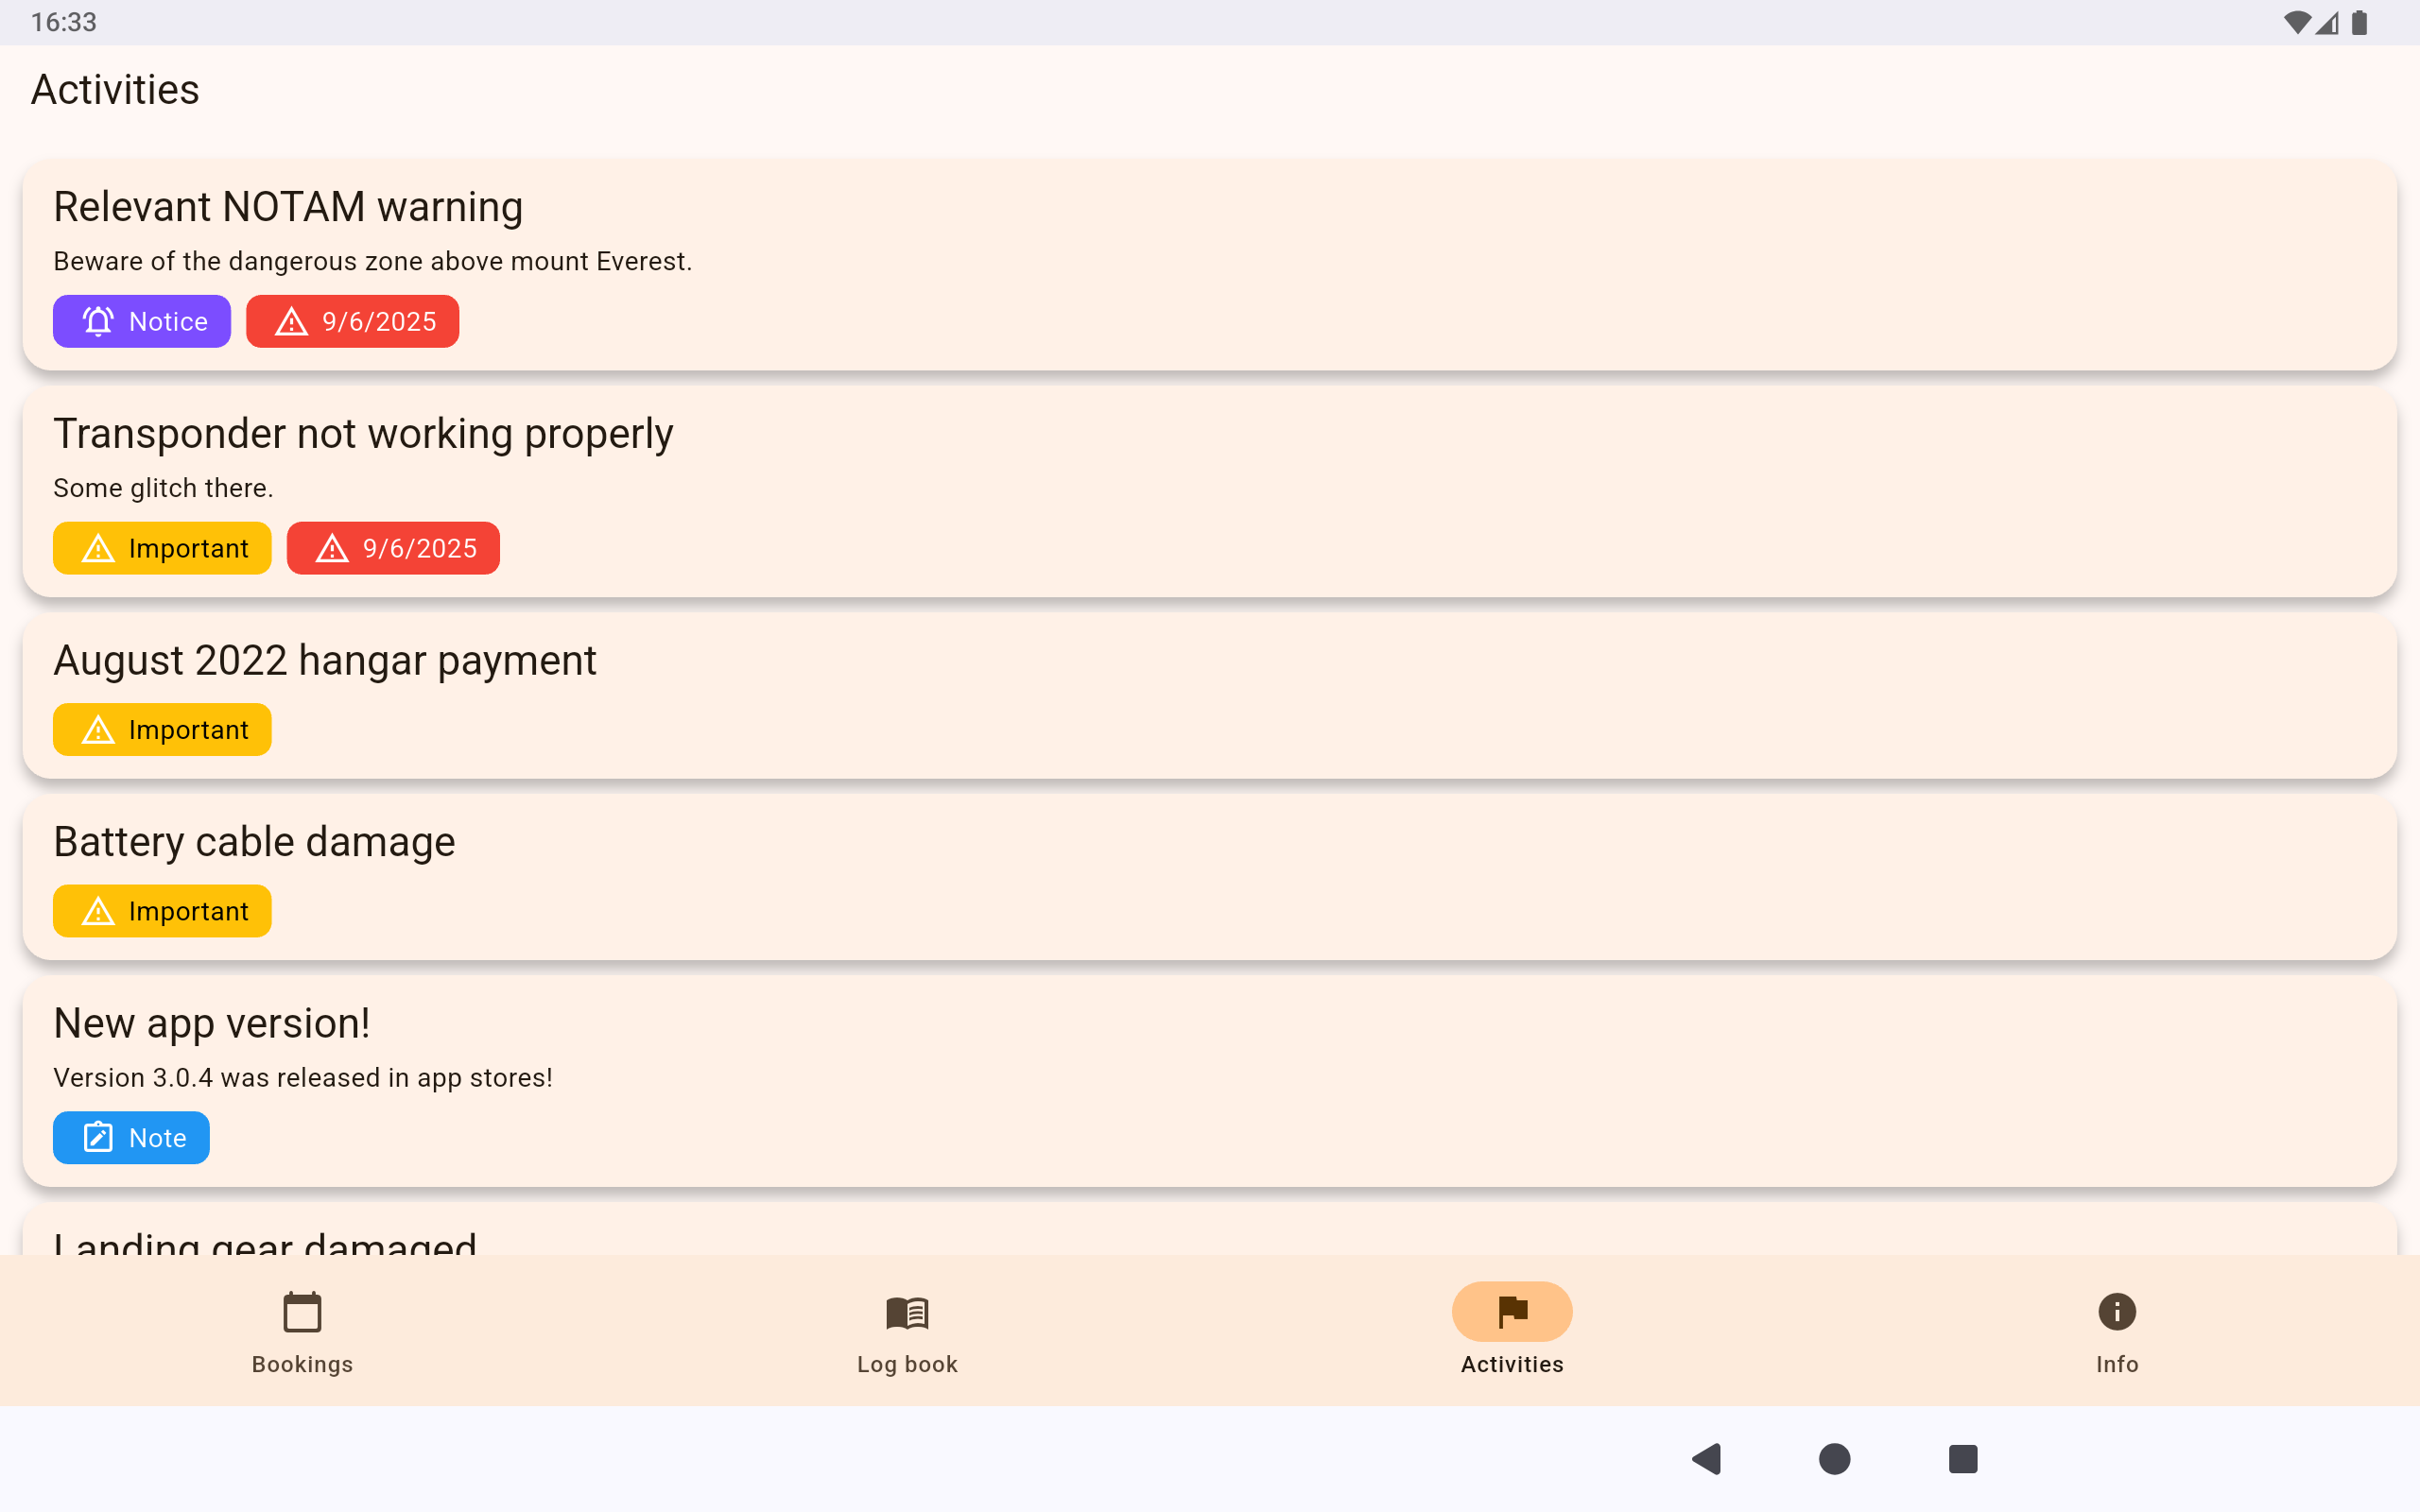 16:33
Activities
Relevant NOTAM warning
Beware of the dangerous zone above mount Everest.
Notice 9/6/2025
Transponder not working properly
Some glitch there.
Important 9/6/2025
August 2022 hangar payment
Important
Battery cable damage
Important
New app version!
Version 3.0.4 was released in app stores!
Note
Landing gear damaged
Bookings Log book Activities Info